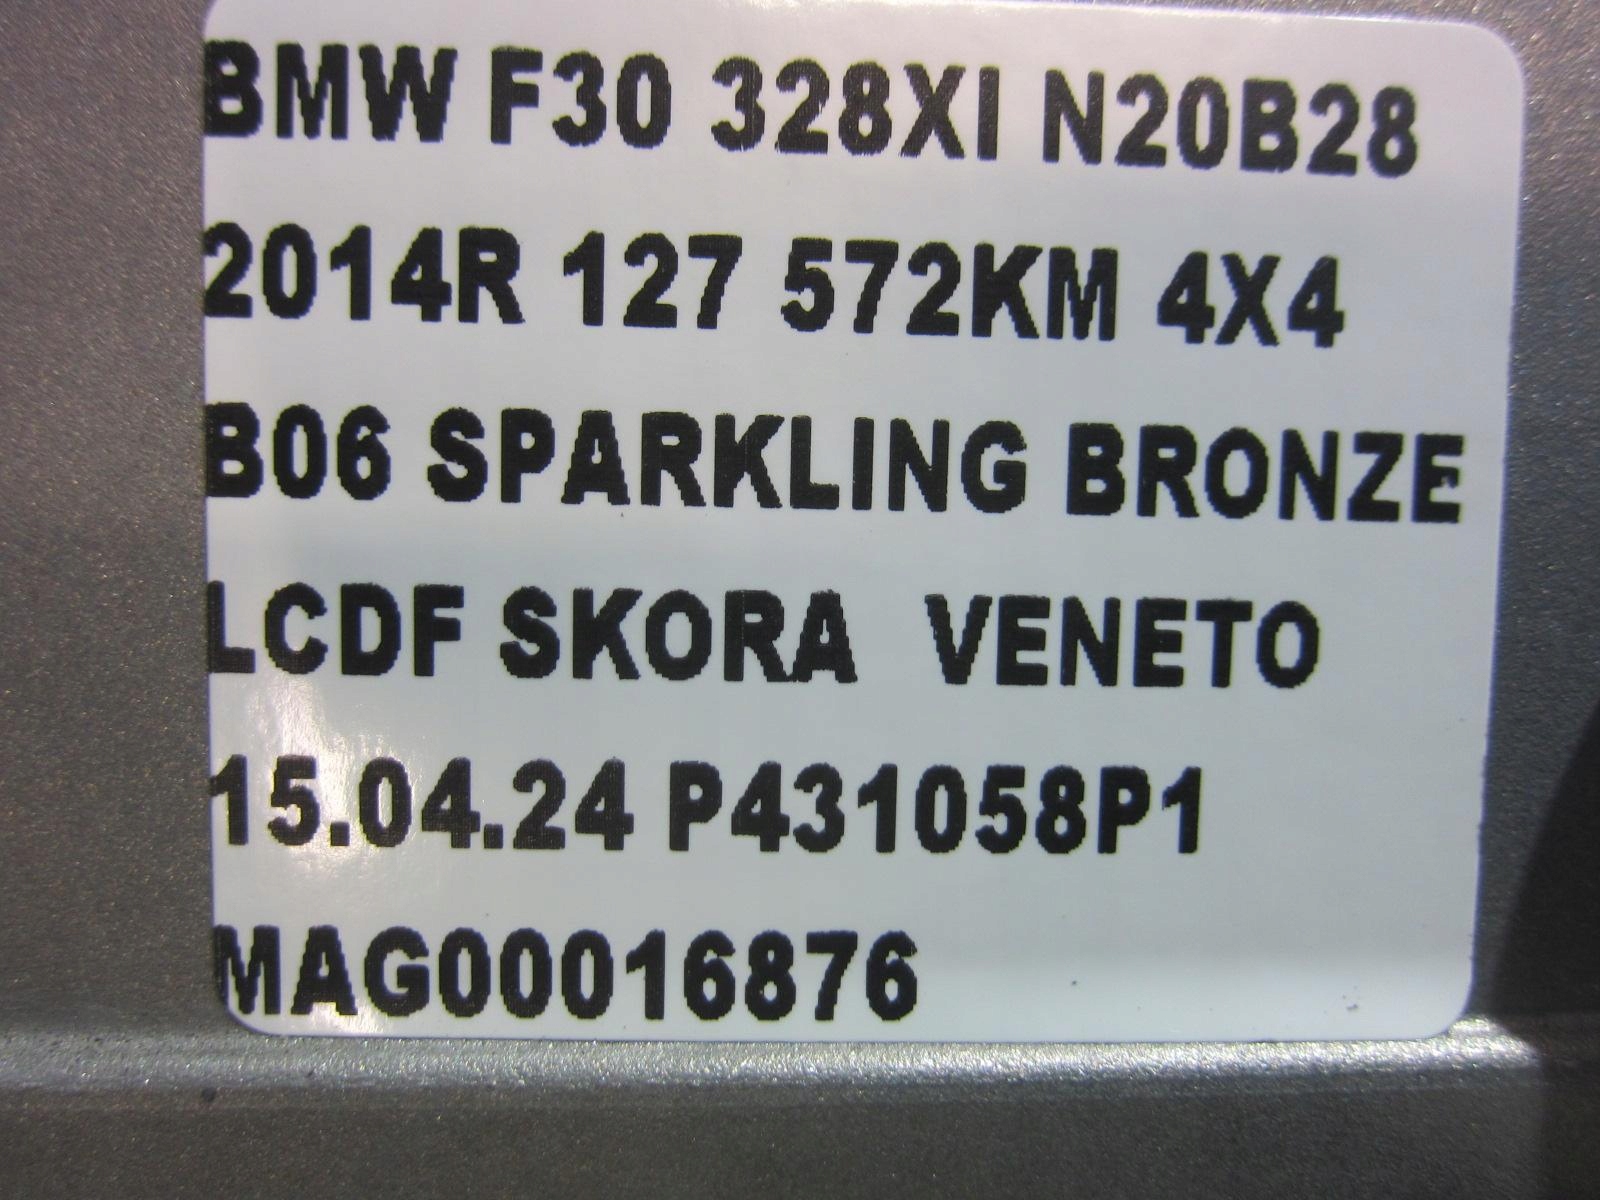 BMW F30 328XI N20B28
2014R 127 572KM 4X4
B06 SPARKLING BRONZE
LCDF SKORA VENETO
15.04.24 P431058P1
MAG00016876